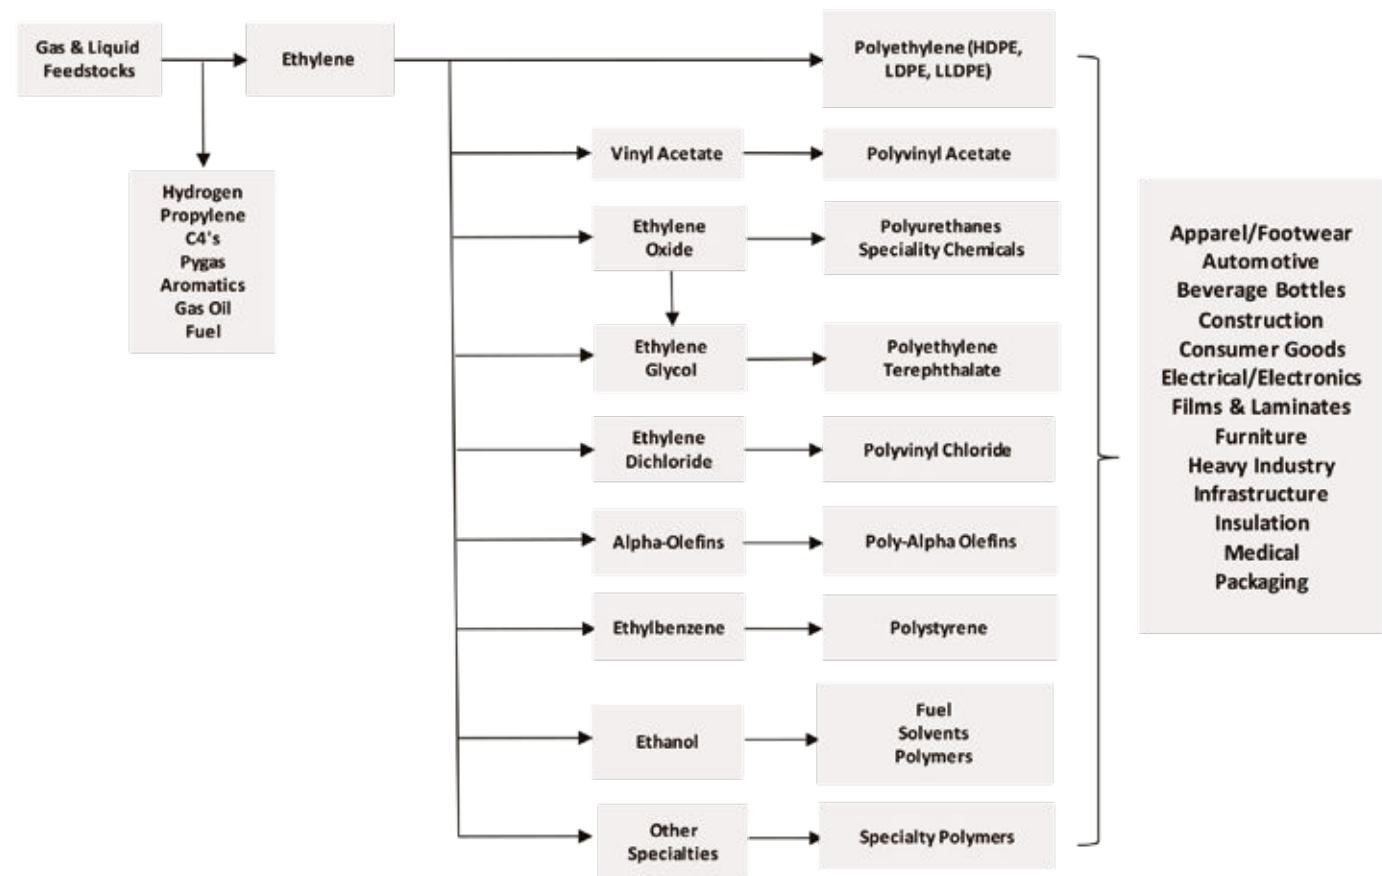 Gas & Liquid
Feedstocks
Ethylene
Polyethylene (HDPE,
LDPE, LLDPE)
Hydrogen
Propylene
C4's
Pygas
Aromatics
Gas Oil
Fuel
Vinyl Acetate
Polyvinyl Acetate
Ethylene
Oxide
Polyurethanes
Speciality Chemicals
Ethylene
Glycol
Polyethylene
Terephthalate
Ethylene
Dichloride
Polyvinyl Chloride
Alpha-Olefins
Poly-Alpha Olefins
Ethylbenzene
Polystyrene
Ethanol
Fuel
Solvents
Polymers
Other
Specialties
Specialty Polymers
Apparel/Footwear
Automotive
Beverage Bottles
Construction
Consumer Goods
Electrical/Electronics
Films & Laminates
Furniture
Heavy Industry
Infrastructure
Insulation
Medical
Packaging